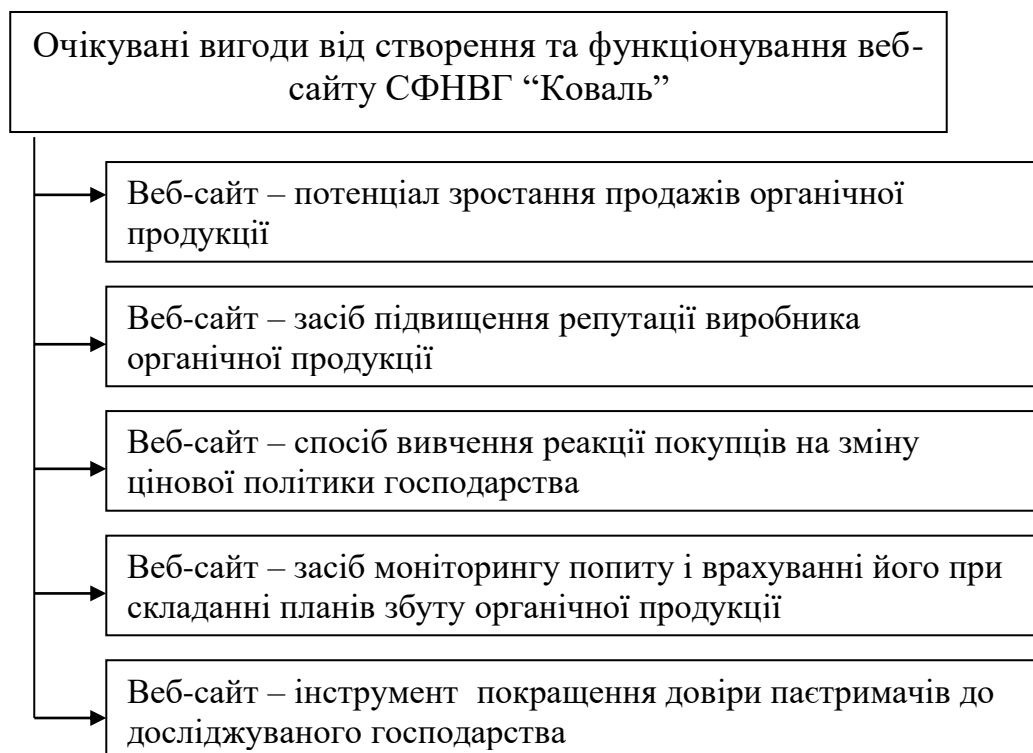 Очікувані вигоди від створення та функціонування веб-
сайту СФНВГ “Коваль”
Веб-сайт – потенціал зростання продажів органічної
продукції
Веб-сайт – засіб підвищення репутації виробника
органічної продукції
Веб-сайт – спосіб вивчення реакції покупців на зміну
цінової політики господарства
Веб-сайт – засіб моніторингу попиту і врахуванні його при
складанні планів збуту органічної продукції
Веб-сайт – інструмент  покращення довіри паєтримачів до
досліджуваного господарства